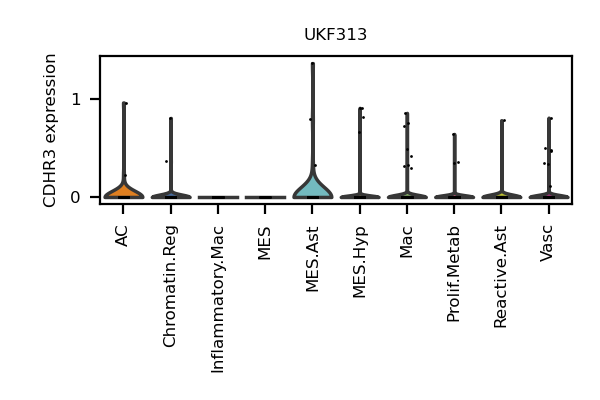 UKF313
CDHR3 expression
1
0
AC
Chromatin.Reg
Inflammatory.Mac
MES
MES.Ast
MES.Hyp
Mac
Prolif.Metab
Reactive.Ast
Vasc